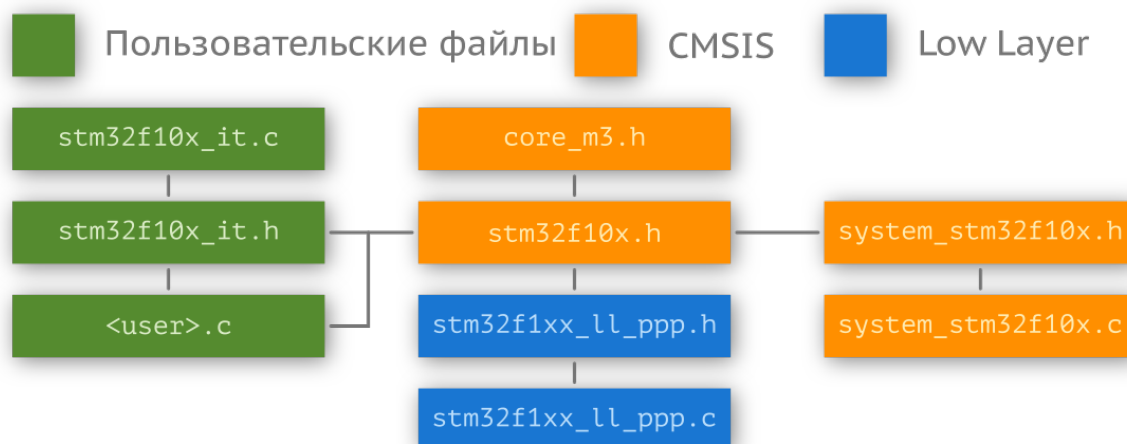 Пользовательские файлы CMSIS Low Layer
stm32f10x_it.c core_m3.h
stm32f10x_it.h stm32f10x.h system_stm32f10x.h
<user>.c stm32f1xx_ll_ppp.h system_stm32f10x.c
stm32f1xx_ll_ppp.c